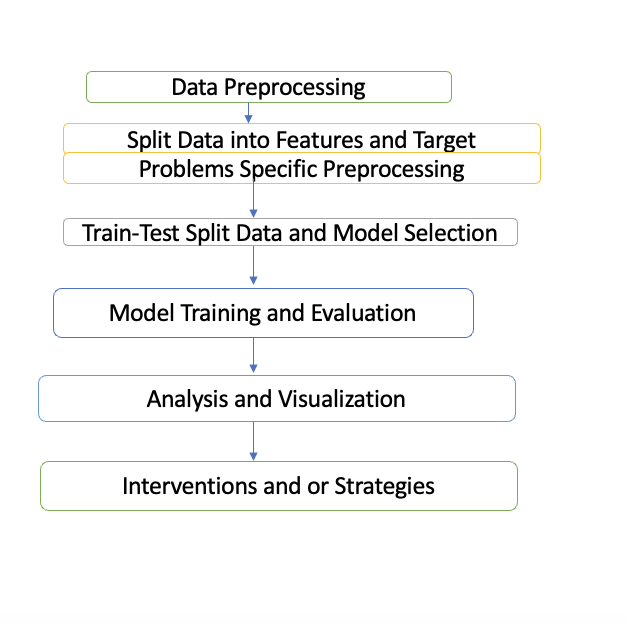 Data Preprocessing
Split Data into Features and Target
Problems Specific Preprocessing
Train-Test Split Data and Model Selection
Model Training and Evaluation
Analysis and Visualization
Interventions and or Strategies